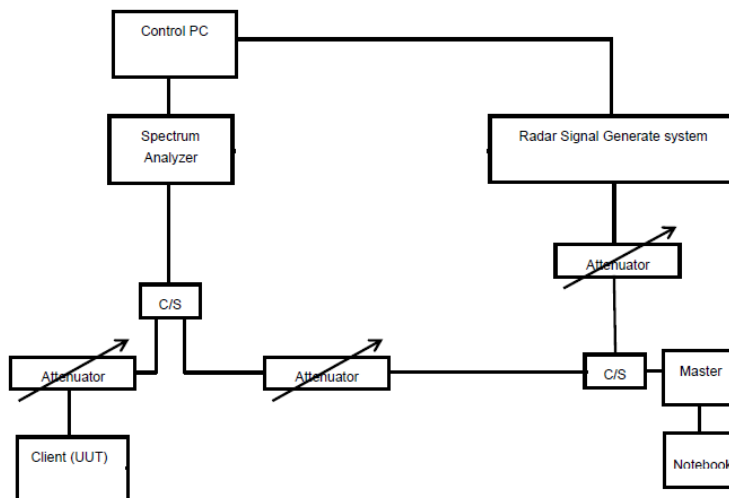 Control PC
Spectrum
Analyzer
Radar Signal Generate system
Attenuator
C/S
Attenuator
Attenuator
C/S
Master
Client (UUT)
Notebook